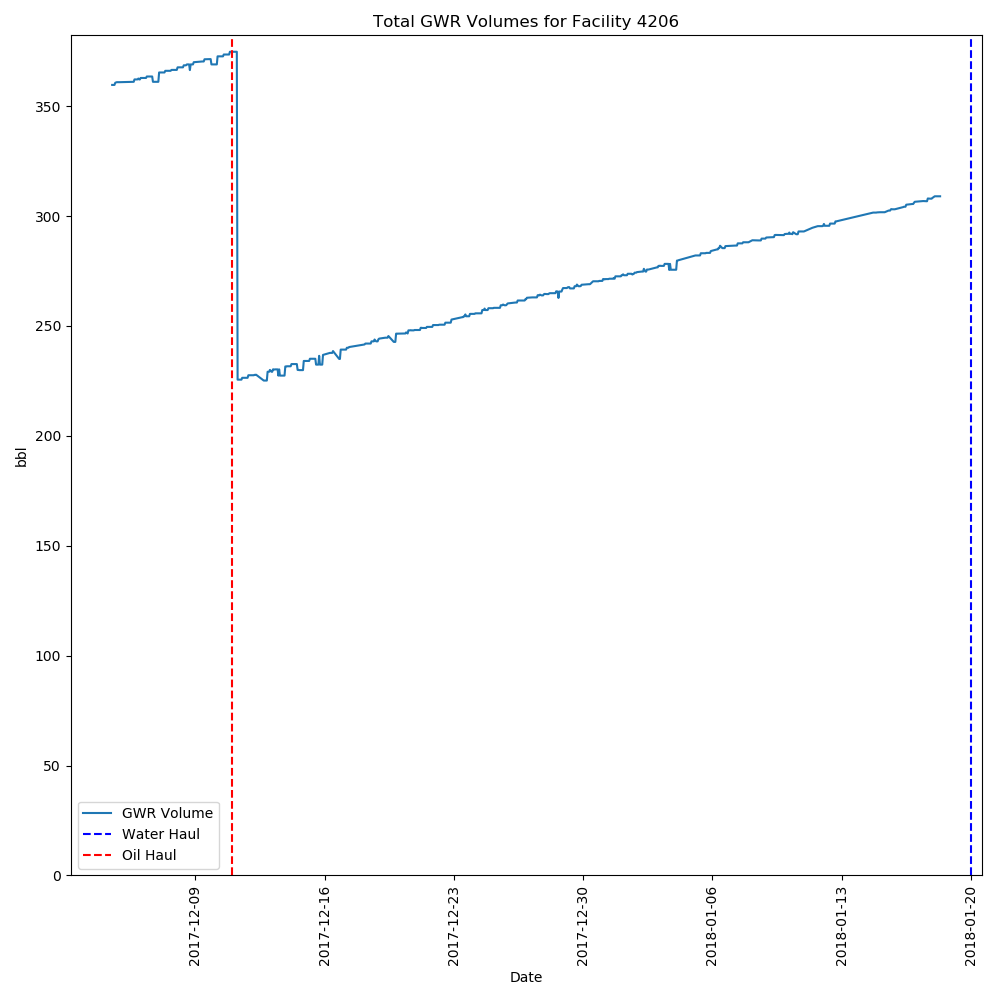 Total GWR Volumes for Facility 4206
bbl
350
300
250
200
150
100
50
0
GWR Volume
Water Haul
Oil Haul
2017-12-09
2017-12-16
2017-12-23
2017-12-30
2018-01-06
2018-01-13
2018-01-20
Date